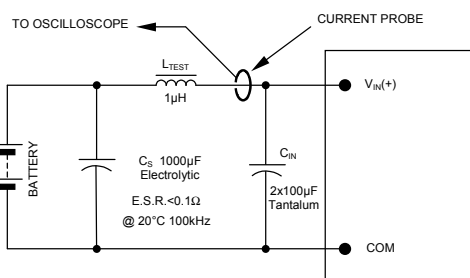 TO OSCILLOSCOPE
CURRENT PROBE
LTEST
1µH
VIN(+)
BATTERY
CS 1000µF
Electrolytic
E.S.R.<0.1Ω
@ 20°C 100kHz
CIN
2x100µF
Tantalum
COM